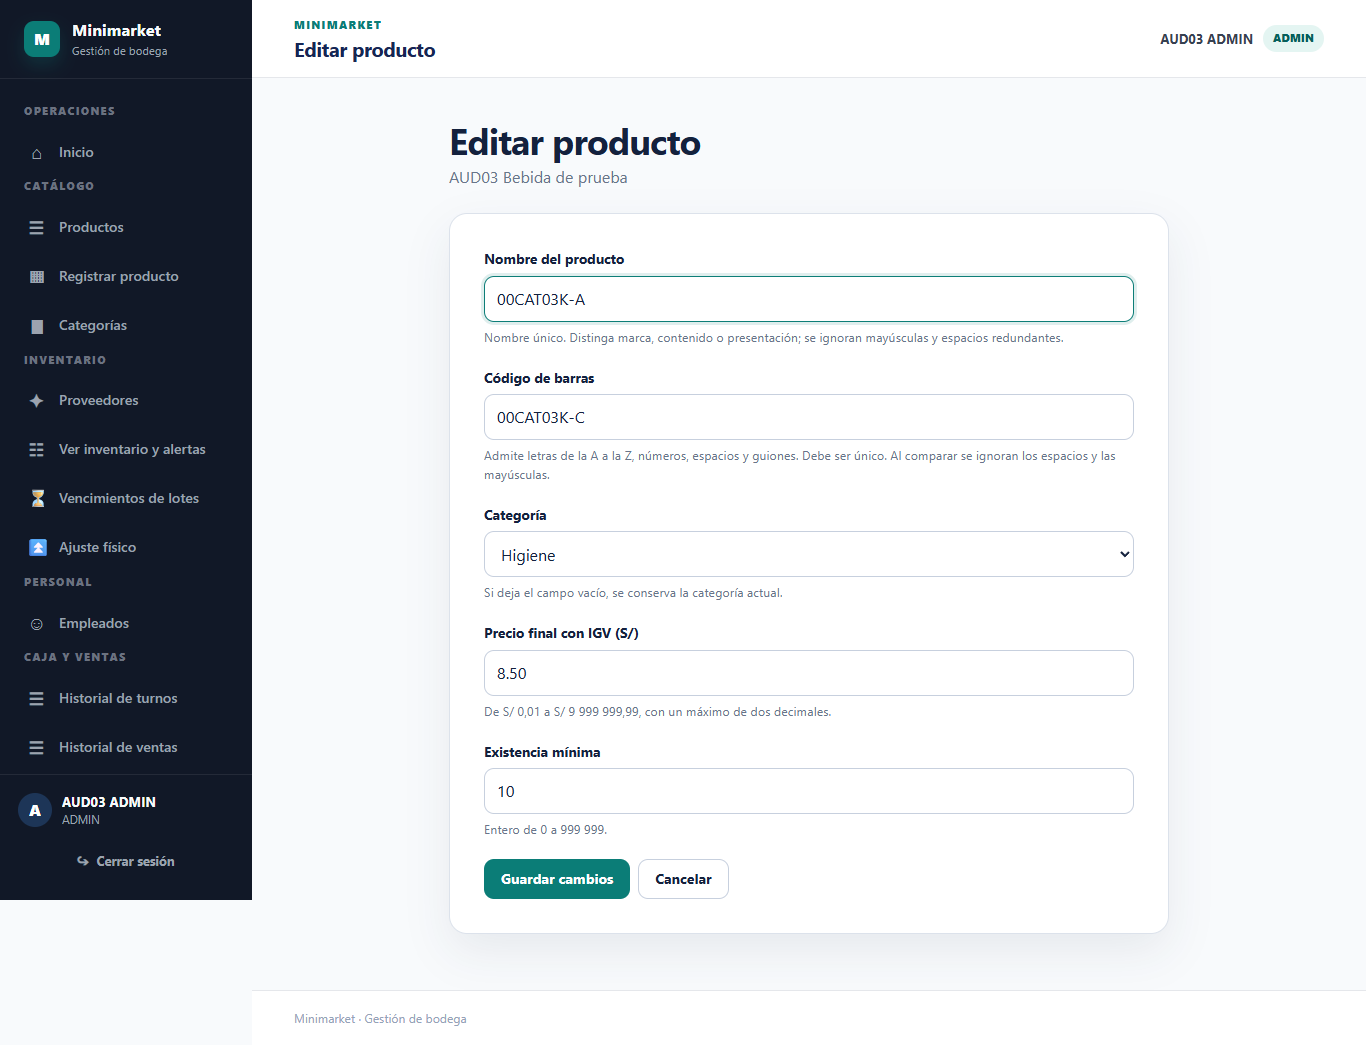 M
Minimarket
Gestión de bodega
OPERACIONES
Inicio
CATÁLOGO
Productos
Registrar producto
Categorías
INVENTARIO
Proveedores
Ver inventario y alertas
Vencimientos de lotes
Ajuste físico
PERSONAL
Empleados
CAJA Y VENTAS
Historial de turnos
Historial de ventas
A
AUD03 ADMIN
ADMIN
Cerrar sesión
MINIMARKET
Editar producto
AUD03 ADMIN
ADMIN
Editar producto
AUD03 Bebida de prueba
Nombre del producto
00CAT03K-A
Nombre único. Distinga marca, contenido o presentación; se ignoran mayúsculas y espacios redundantes.
Código de barras
00CAT03K-C
Admite letras de la A a la Z, números, espacios y guiones. Debe ser único. Al comparar se ignoran los espacios y las
mayúsculas.
Categoría
Higiene
Si deja el campo vacío, se conserva la categoría actual.
Precio final con IGV (S/)
8.50
De S/ 0,01 a S/ 9 999 999,99, con un máximo de dos decimales.
Existencia mínima
10
Entero de 0 a 999 999.
Guardar cambios
Cancelar
Minimarket · Gestión de bodega